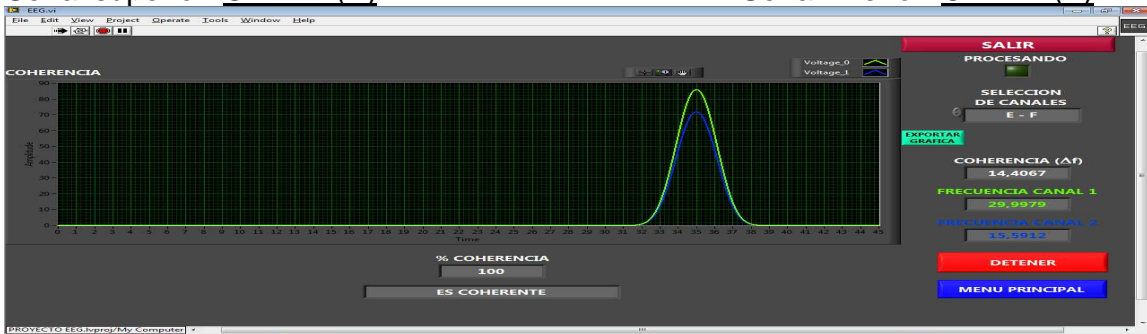 EEG.vi
File Edit View Project Operate Tools Window Help
EEG
SALIR
PROCESANDO
COHERENCIA
Voltage_0
Voltage_1
SELECCION
DE CANALES
E - F
EXPORTAR
GRAFICA
COHERENCIA (Δf)
14,4067
FRECUENCIA CANAL 1
29,9979
FRECUENCIA CANAL 2
15,5912
Amplitude
90
80
70
60
50
40
30
20
10
0
0 1 2 3 4 5 6 7 8 9 10 11 12 13 14 15 16 17 18 19 20 21 22 23 24 25 26 27 28 29 30 31 32 33 34 35 36 37 38 39 40 41 42 43 44 45
Time
% COHERENCIA
100
ES COHERENTE
DETENER
MENU PRINCIPAL
PROYECTO EEG.lvproj/My Computer